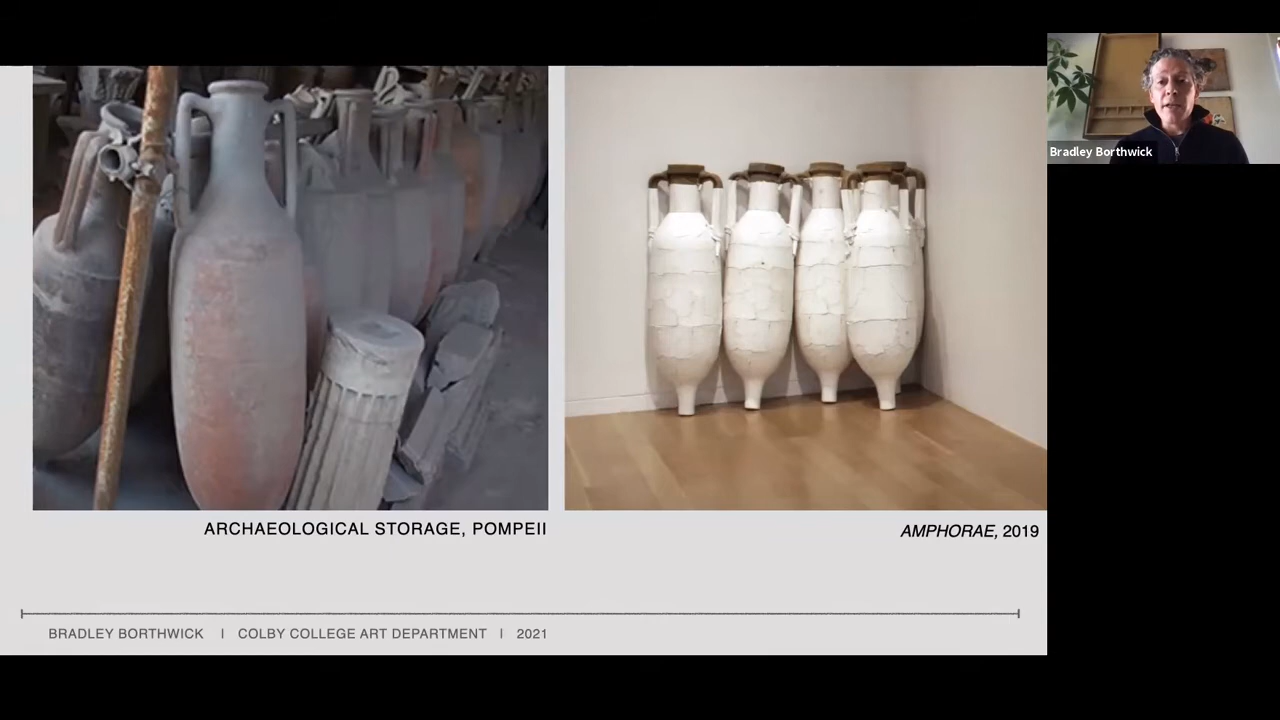 Bradley Borthwick
ARCHAEOLOGICAL STORAGE, POMPEII
AMPHORAE, 2019
BRADLEY BORTHWICK | COLBY COLLEGE ART DEPARTMENT | 2021